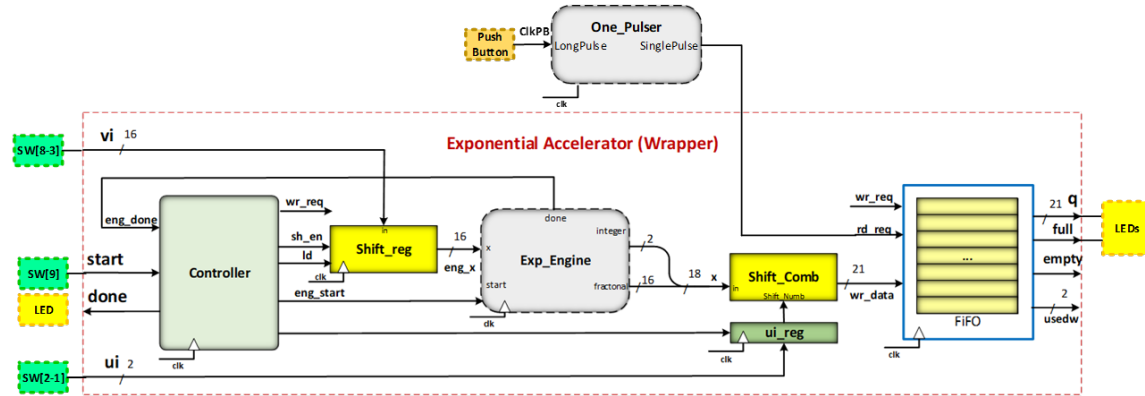 One_Pulser
Push
Button
ClkPB
LongPulse
SinglePulse
clk
Exponential Accelerator (Wrapper)
SW[8-3]
vi
16
eng_done
wr_req
in
sh_en
ld
Shift_reg
clk
16
eng_x
done
integer
x
Exp_Engine
start
fractonal
clk
2
16
18
x
in
Shift_Comb
Shift_Numb
21
wr_data
wr_req
rd_req
...
FiFO
clk
21
q
full
empty
2
usedw
LEDs
SW[9]
start
Controller
eng_start
LED
done
clk
ui_reg
clk
SW[2-1]
ui
2